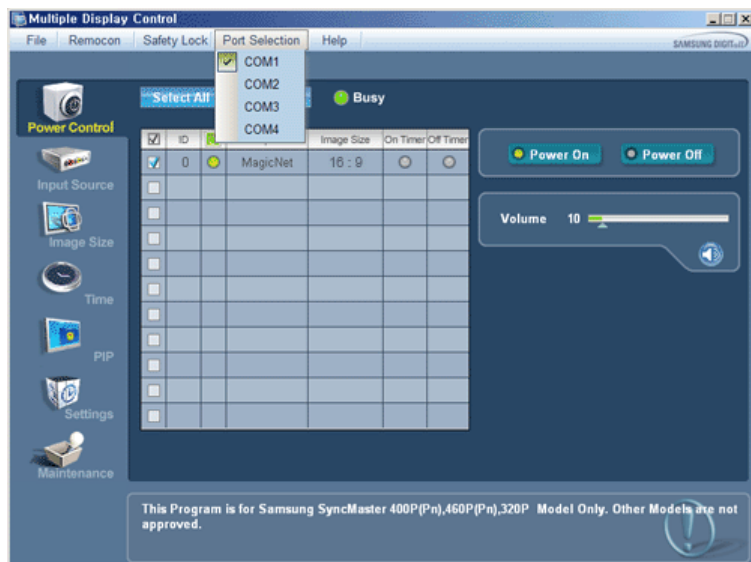 Multiple Display Control
File Remocon Safety Lock Port Selection Help
COM1
COM2
COM3
COM4
Select All
Busy
Power Control
Input Source
Image Size
Time
PIP
Settings
Maintenance
ID Image Size On Timer Off Timer
0 MagicNet 16 : 9
Power On Power Off
Volume 10
This Program is for Samsung SyncMaster 400P(Pn),460P(Pn),320P Model Only. Other Models are not
approved.